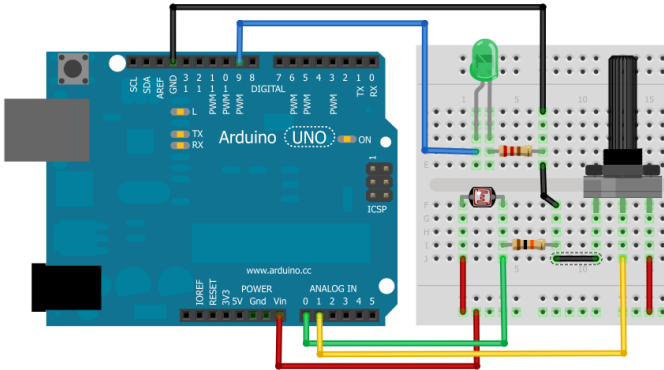 SCL
SDA
AREF
GND
13
12
PWM 11
PWM 10
PWM 9
8
7
PWM 6
PWM 5
4
PWM 3
2
TX 1
RX 0
DIGITAL
L
TX
RX
Arduino UNO
ON
1
ICSP
www.arduino.cc
IOREF
RESET
3V3
5V
Gnd
Vin
POWER
ANALOG IN
0 1 2 3 4 5
1 5 15
E
F
G
H
I
J
5 10 15